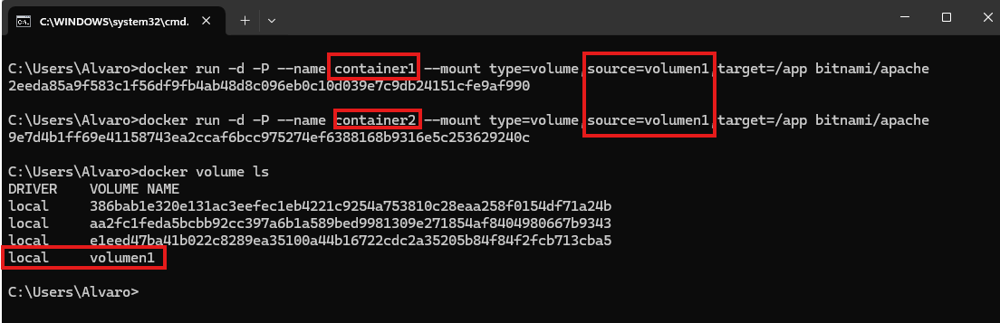 C:\WINDOWS\system32\cmd.
C:\Users\Alvaro>docker run -d -P --name container1 --mount type=volume,source=volumen1,target=/app bitnami/apache
2eeda85a9f583c1f56df9fb4ab48d8c096eb0c10d039e7c9db24151cfe9af990
C:\Users\Alvaro>docker run -d -P --name container2 --mount type=volume,source=volumen1,target=/app bitnami/apache
9e7d4b1ff69e41158743ea2ccaf6bcc975274ef6388168b9316e5c253629240c
C:\Users\Alvaro>docker volume ls
DRIVER    VOLUME NAME
local     386bab1e320e131ac3eefec1eb4221c9254a753810c28eaa258f0154df71a24b
local     aa2fc1feda5bcbb92cc397a6b1a589bed9981309e271854af8404980667b9343
local     e1eed47ba41b022c8289ea35100a44b16722cdc2a35205b84f84f2fcb713cba5
local     volumen1
C:\Users\Alvaro>